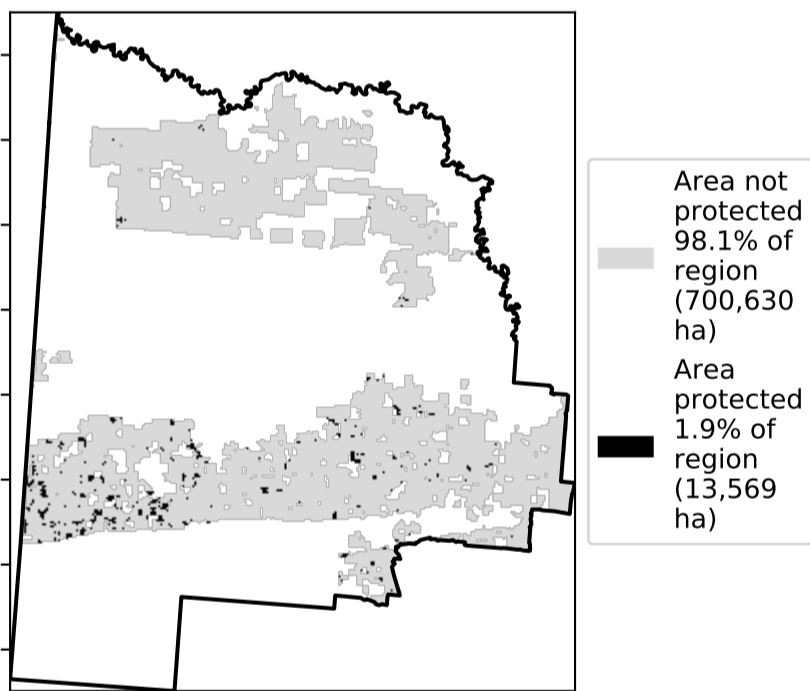 Area not
protected
98.1% of
region
(700,630
ha)
Area
protected
1.9% of
region
(13,569
ha)